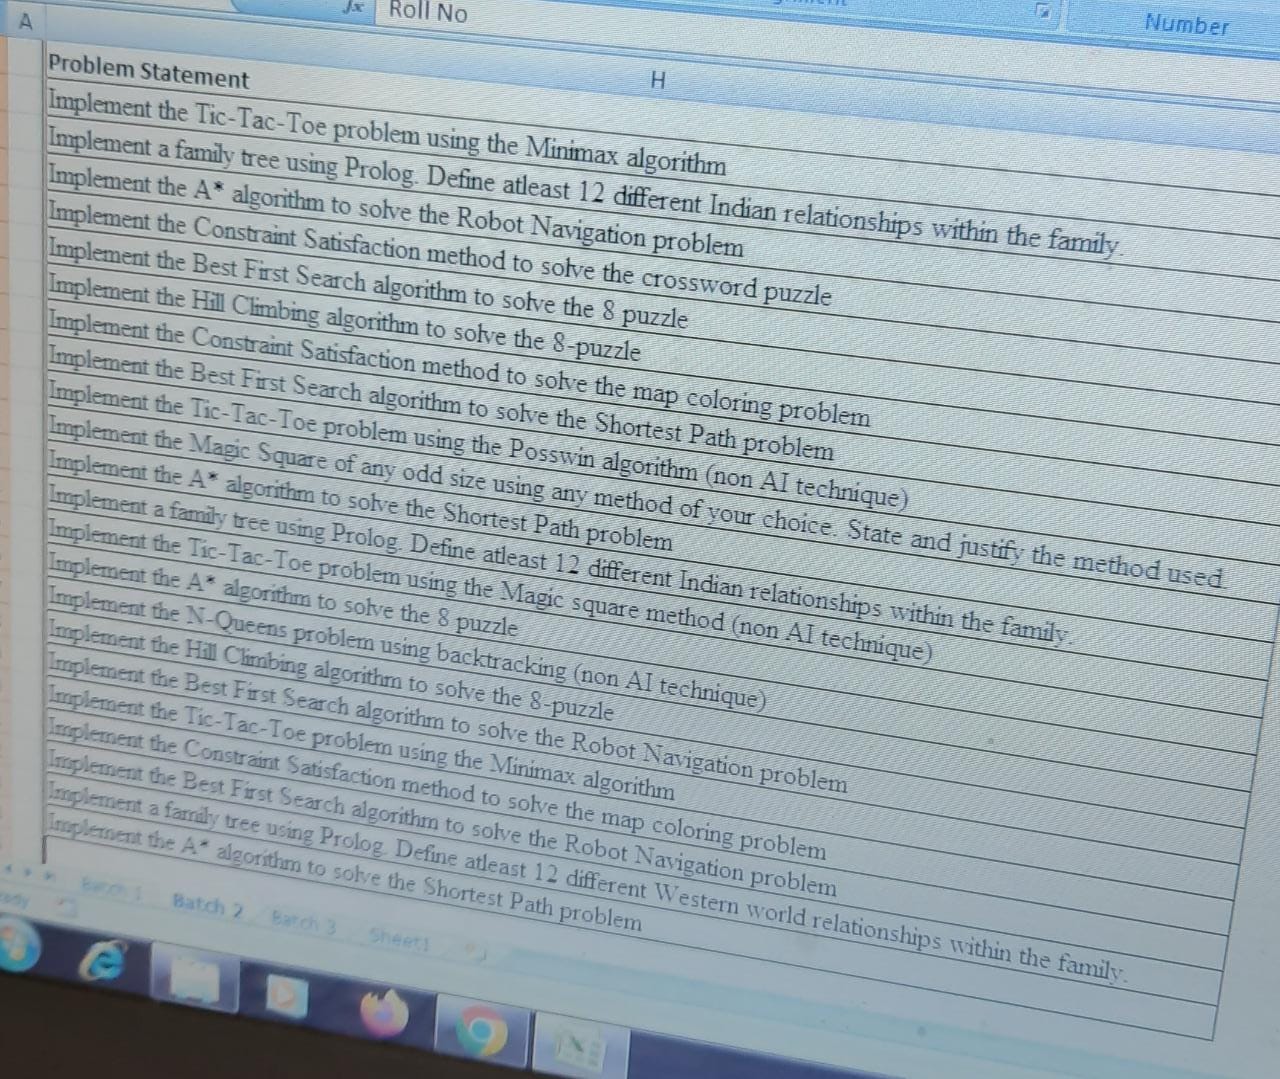 fx Roll No
Number
A
H
Problem Statement
Implement the Tic-Tac-Toe problem using the Minimax algorithm
Implement a family tree using Prolog. Define atleast 12 different Indian relationships within the family.
Implement the A* algorithm to solve the Robot Navigation problem
Implement the Constraint Satisfaction method to solve the crossword puzzle
Implement the Best First Search algorithm to solve the 8 puzzle
Implement the Hill Climbing algorithm to solve the 8-puzzle
Implement the Constraint Satisfaction method to solve the map coloring problem
Implement the Best First Search algorithm to solve the Shortest Path problem
Implement the Tic-Tac-Toe problem using the Posswin algorithm (non AI technique)
Implement the Magic Square of any odd size using any method of your choice. State and justify the method used.
Implement the A* algorithm to solve the Shortest Path problem
Implement a family tree using Prolog. Define atleast 12 different Indian relationships within the family.
Implement the Tic-Tac-Toe problem using the Magic square method (non AI technique)
Implement the A* algorithm to solve the 8 puzzle
Implement the N-Queens problem using backtracking (non AI technique)
Implement the Hill Climbing algorithm to solve the 8-puzzle
Implement the Best First Search algorithm to solve the Robot Navigation problem
Implement the Tic-Tac-Toe problem using the Minimax algorithm
Implement the Constraint Satisfaction method to solve the map coloring problem
Implement the Best First Search algorithm to solve the Robot Navigation problem
Implement a family tree using Prolog. Define atleast 12 different Western world relationships within the family.
Implement the A* algorithm to solve the Shortest Path problem
Batch 1 Batch 2 Batch 3 Sheet1